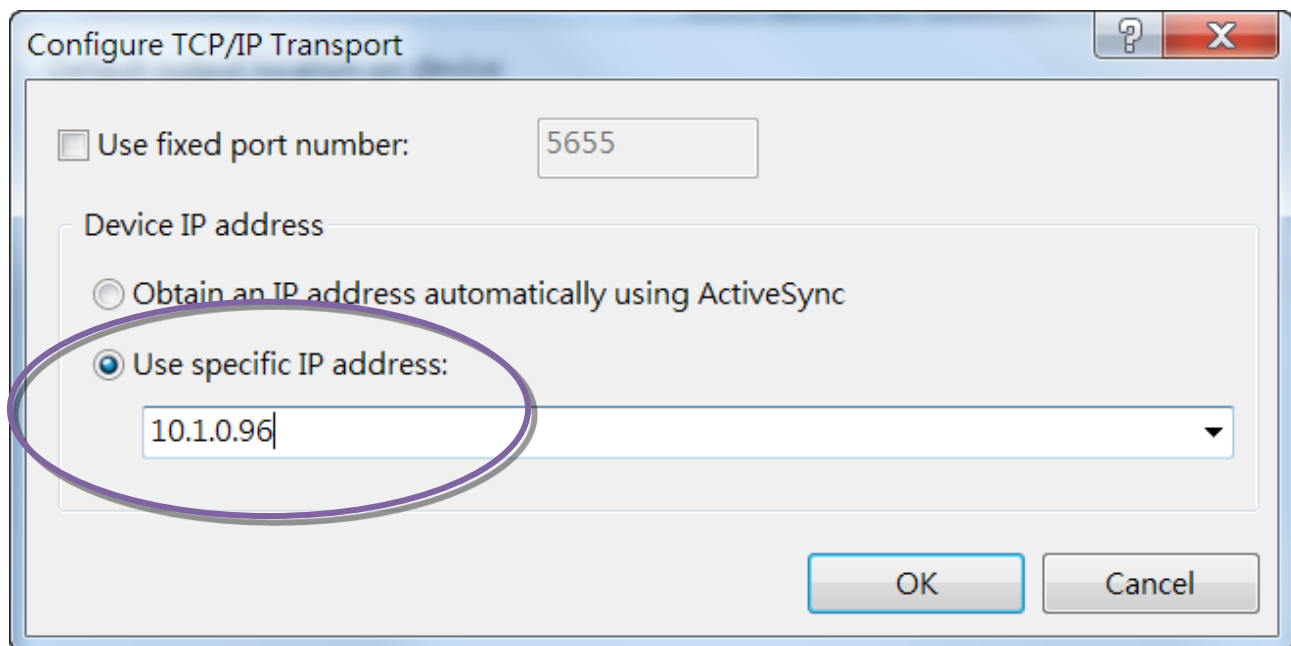 Configure TCP/IP Transport
Use fixed port number: 5655
Device IP address
Obtain an IP address automatically using ActiveSync
Use specific IP address:
10.1.0.96
OK Cancel